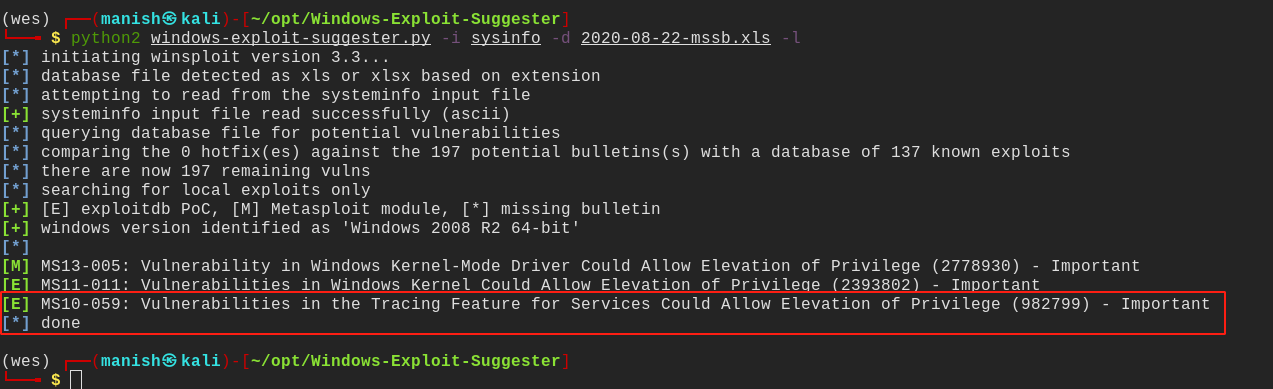 (wes) ┌──(manish㉿kali)-[~/opt/Windows-Exploit-Suggester]
└──╼ $ python2 windows-exploit-suggester.py -i sysinfo -d 2020-08-22-mssb.xls -l
[*] initiating winsploit version 3.3...
[*] database file detected as xls or xlsx based on extension
[*] attempting to read from the systeminfo input file
[+] systeminfo input file read successfully (ascii)
[*] querying database file for potential vulnerabilities
[*] comparing the 0 hotfix(es) against the 197 potential bulletins(s) with a database of 137 known exploits
[*] there are now 197 remaining vulns
[*] searching for local exploits only
[+] [E] exploitdb PoC, [M] Metasploit module, [*] missing bulletin
[+] windows version identified as 'Windows 2008 R2 64-bit'
[*]
[M] MS13-005: Vulnerability in Windows Kernel-Mode Driver Could Allow Elevation of Privilege (2778930) - Important
[E] MS11-011: Vulnerabilities in Windows Kernel Could Allow Elevation of Privilege (2393802) - Important
[E] MS10-059: Vulnerabilities in the Tracing Feature for Services Could Allow Elevation of Privilege (982799) - Important
[*] done
(wes) ┌──(manish㉿kali)-[~/opt/Windows-Exploit-Suggester]
└──╼ $